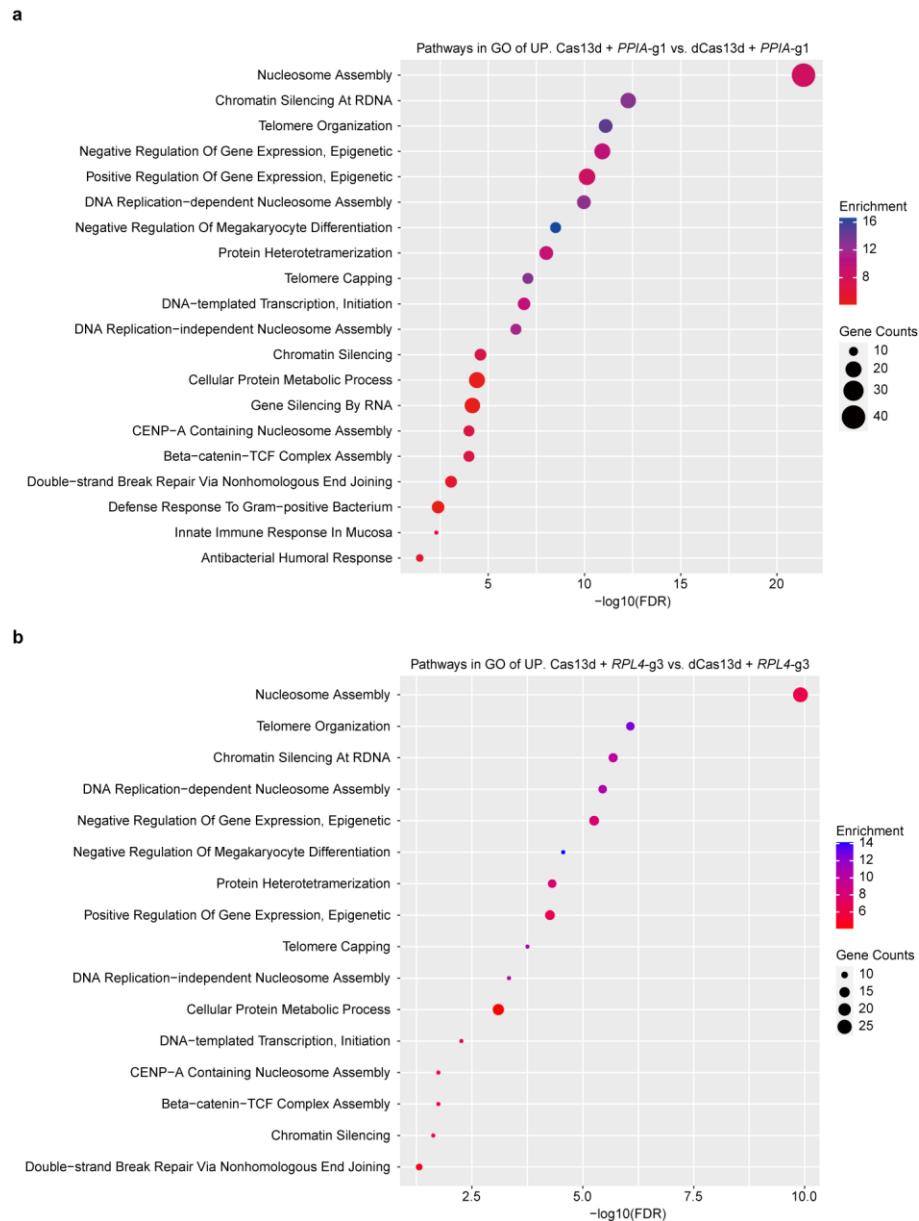 a
Pathways in GO of UP. Cas13d + PPIA-g1 vs. dCas13d + PPIA-g1
Nucleosome Assembly
Chromatin Silencing At RDNA
Telomere Organization
Negative Regulation Of Gene Expression, Epigenetic
Positive Regulation Of Gene Expression, Epigenetic
DNA Replication−dependent Nucleosome Assembly
Negative Regulation Of Megakaryocyte Differentiation
Protein Heterotetramerization
Telomere Capping
DNA−templated Transcription, Initiation
DNA Replication−independent Nucleosome Assembly
Chromatin Silencing
Cellular Protein Metabolic Process
Gene Silencing By RNA
CENP−A Containing Nucleosome Assembly
Beta−catenin−TCF Complex Assembly
Double−strand Break Repair Via Nonhomologous End Joining
Defense Response To Gram−positive Bacterium
Innate Immune Response In Mucosa
Antibacterial Humoral Response
5 10 15 20
−log10(FDR)
Enrichment
16
12
8
Gene Counts
10
20
30
40
b
Pathways in GO of UP. Cas13d + RPL4-g3 vs. dCas13d + RPL4-g3
Nucleosome Assembly
Telomere Organization
Chromatin Silencing At RDNA
DNA Replication−dependent Nucleosome Assembly
Negative Regulation Of Gene Expression, Epigenetic
Negative Regulation Of Megakaryocyte Differentiation
Protein Heterotetramerization
Positive Regulation Of Gene Expression, Epigenetic
Telomere Capping
DNA Replication−independent Nucleosome Assembly
Cellular Protein Metabolic Process
DNA−templated Transcription, Initiation
CENP−A Containing Nucleosome Assembly
Beta−catenin−TCF Complex Assembly
Chromatin Silencing
Double−strand Break Repair Via Nonhomologous End Joining
2.5 5.0 7.5 10.0
−log10(FDR)
Enrichment
14
12
10
8
6
Gene Counts
10
15
20
25